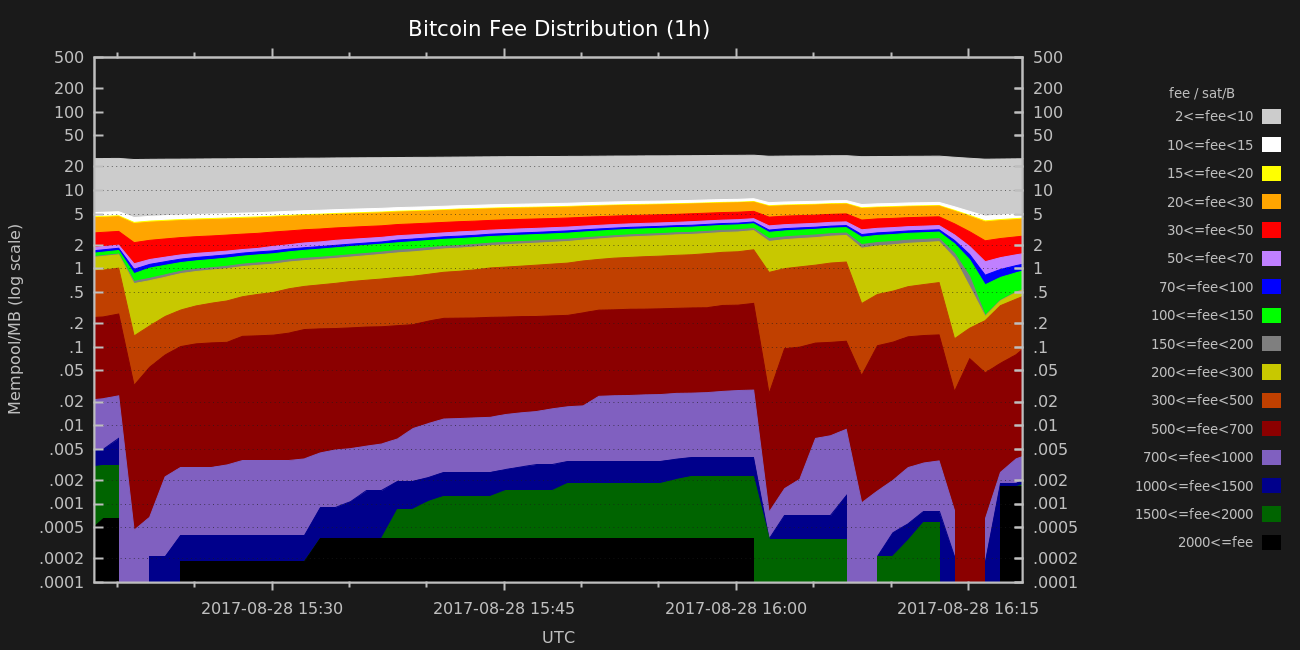 Bitcoin Fee Distribution (1h)
500
200
100
50
20
10
5
2
1
.5
.2
.1
.05
.02
.01
.005
.002
.001
.0005
.0002
.0001
Mempool/MB (log scale)
500
200
100
50
20
10
5
2
1
.5
.2
.1
.05
.02
.01
.005
.002
.001
.0005
.0002
.0001
2017-08-28 15:30
2017-08-28 15:45
2017-08-28 16:00
2017-08-28 16:15
UTC
fee / sat/B
2<=fee<10
10<=fee<15
15<=fee<20
20<=fee<30
30<=fee<50
50<=fee<70
70<=fee<100
100<=fee<150
150<=fee<200
200<=fee<300
300<=fee<500
500<=fee<700
700<=fee<1000
1000<=fee<1500
1500<=fee<2000
2000<=fee